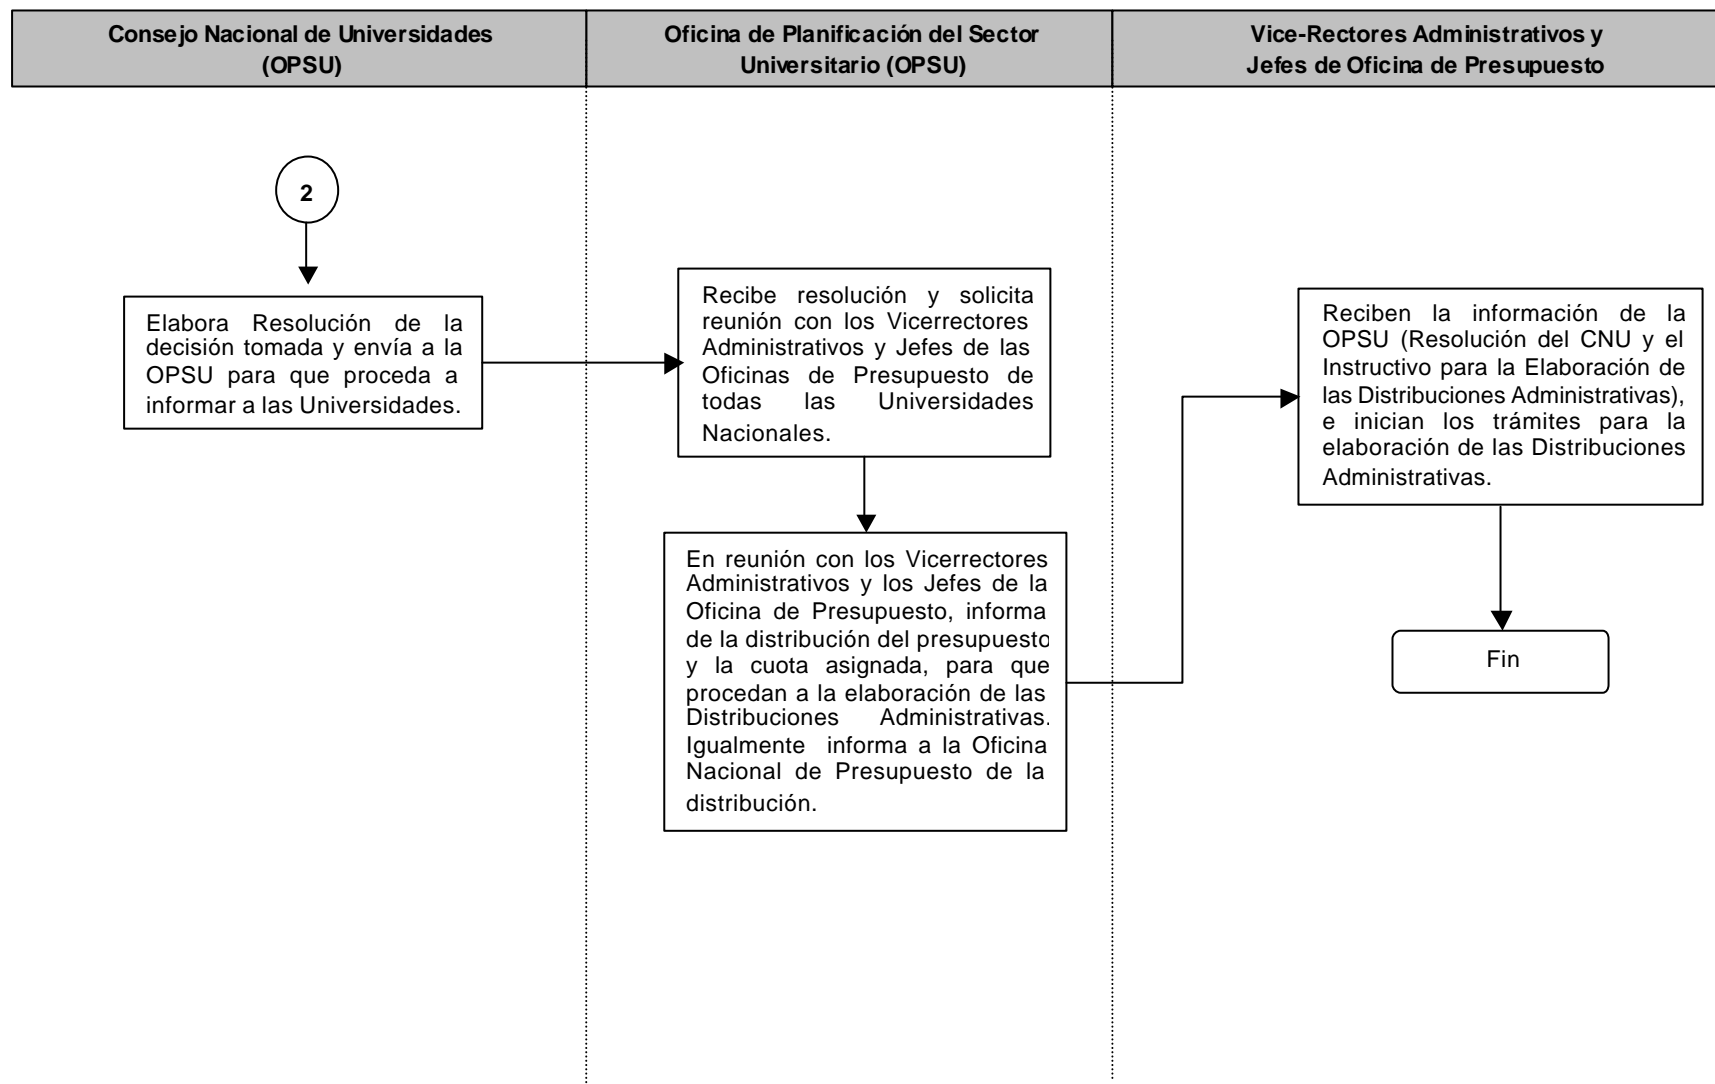 Consejo Nacional de Universidades
(OPSU)
Oficina de Planificación del Sector
Universitario (OPSU)
Vice-Rectores Administrativos y
Jefes de Oficina de Presupuesto
2
Elabora Resolución de la
decisión tomada y envía a la
OPSU para que proceda a
informar a las Universidades.
Recibe resolución y solicita
reunión con los Vicerrectores
Administrativos y Jefes de las
Oficinas de Presupuesto de
todas las Universidades
Nacionales.
En reunión con los Vicerrectores
Administrativos y los Jefes de la
Oficina de Presupuesto, informa
de la distribución del presupuesto
y la cuota asignada, para que
procedan a la elaboración de las
Distribuciones Administrativas.
Igualmente informa a la Oficina
Nacional de Presupuesto de la
distribución.
Reciben la información de la
OPSU (Resolución del CNU y el
Instructivo para la Elaboración de
las Distribuciones Administrativas),
e inician los trámites para la
elaboración de las Distribuciones
Administrativas.
Fin